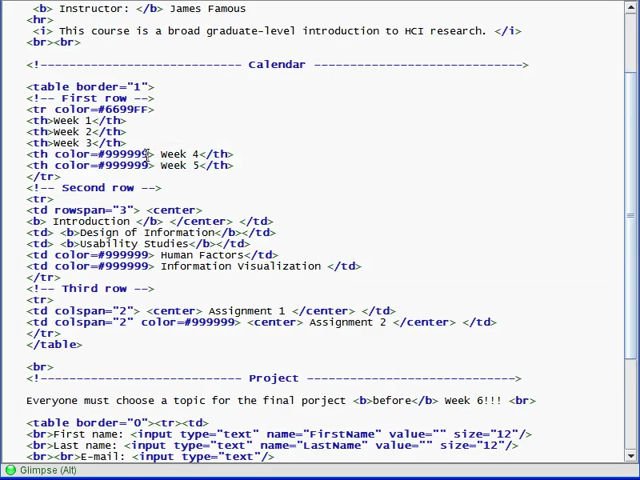 <b> Instructor: </b> James Famous
<hr>
<i> This course is a broad graduate-level introduction to HCI research. </i>
<br><br>
<!--------------------------- Calendar ---------------------------->
<table border="1">
<!-- First row -->
<tr color=#6699FF>
<th>Week 1</th>
<th>Week 2</th>
<th>Week 3</th>
<th color=#999999> Week 4</th>
<th color=#999999> Week 5</th>
</tr>
<!-- Second row -->
<tr>
<td rowspan="3"> <center>
<b> Introduction </b> </center> </td>
<td> <b>Design of Information</b></td>
<td> <b>Usability Studies</b></td>
<td color=#999999> Human Factors</td>
<td color=#999999> Information Visualization </td>
</tr>
<!-- Third row -->
<tr>
<td colspan="2"> <center> Assignment 1 </center> </td>
<td colspan="2" color=#999999> <center> Assignment 2 </center> </td>
</tr>
</table>
<br>
<!--------------------------- Project ---------------------------->
Everyone must choose a topic for the final porject <b>before</b> Week 6!!! <br>
<table border="0"><tr><td>
<br>First name: <input type="text" name="FirstName" value="" size="12"/>
<br>Last name: <input type="text" name="LastName" value="" size="12"/>
<br><br>E-mail: <input type="text"/>
Glimpse (Alt)